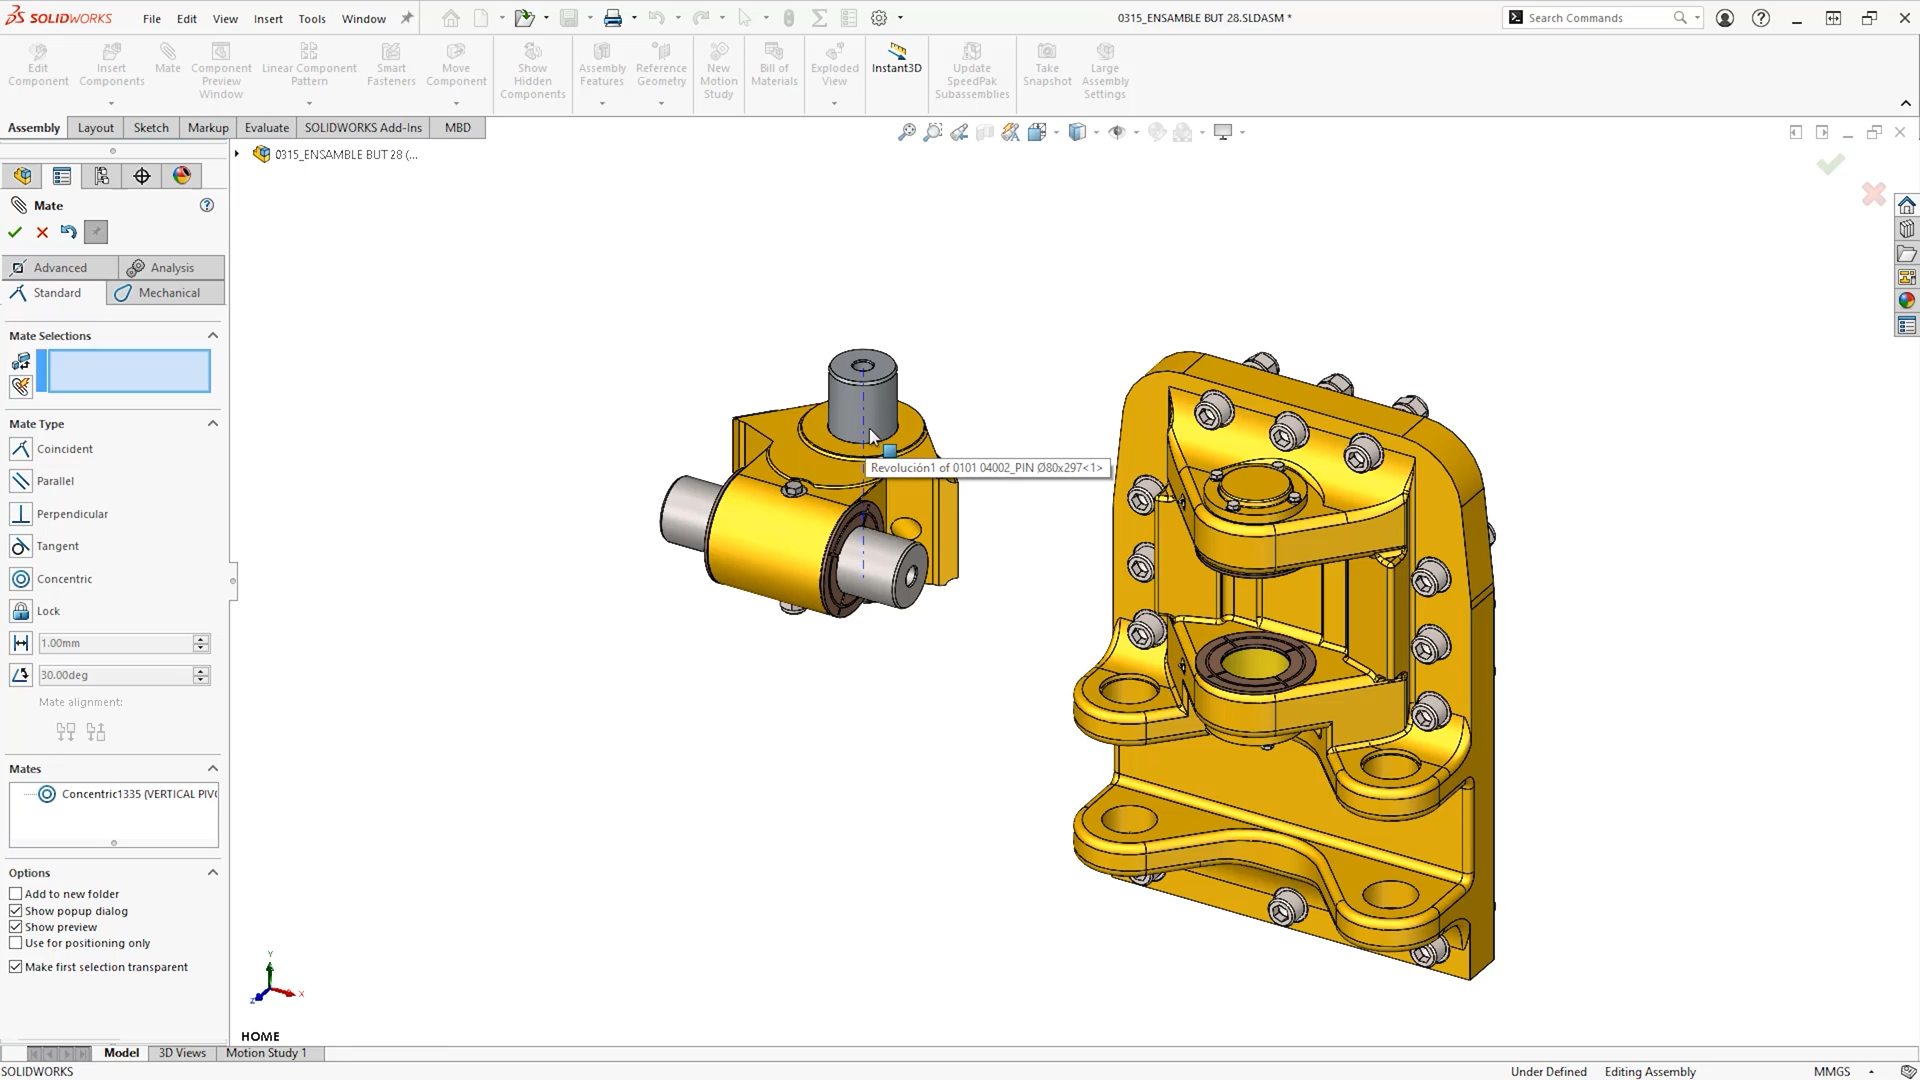 SOLIDWORKS File Edit View Insert Tools Window 0315_ENSAMBLE BUT 28.SLDASM * Search Commands
Edit Component
Insert Components
Mate
Component Preview Window
Linear Component Pattern
Smart Fasteners
Move Component
Show Hidden Components
Assembly Features
Reference Geometry
New Motion Study
Bill of Materials
Exploded View
Instant3D
Update SpeedPak Subassemblies
Take Snapshot
Large Assembly Settings
Assembly Layout Sketch Markup Evaluate SOLIDWORKS Add-Ins MBD
0315_ENSAMBLE BUT 28 (...
Mate
Advanced Analysis
Standard Mechanical
Mate Selections
Mate Type
Coincident
Parallel
Perpendicular
Tangent
Concentric
Lock
1.00mm
30.00deg
Mate alignment:
Mates
Concentric1335 (VERTICAL PIV
Options
Add to new folder
Show popup dialog
Show preview
Use for positioning only
Make first selection transparent
Revolución1 of 0101 04002_PIN Ø80x297<1>
Y
X
Z
HOME
Model 3D Views Motion Study 1
SOLIDWORKS Under Defined Editing Assembly MMGS